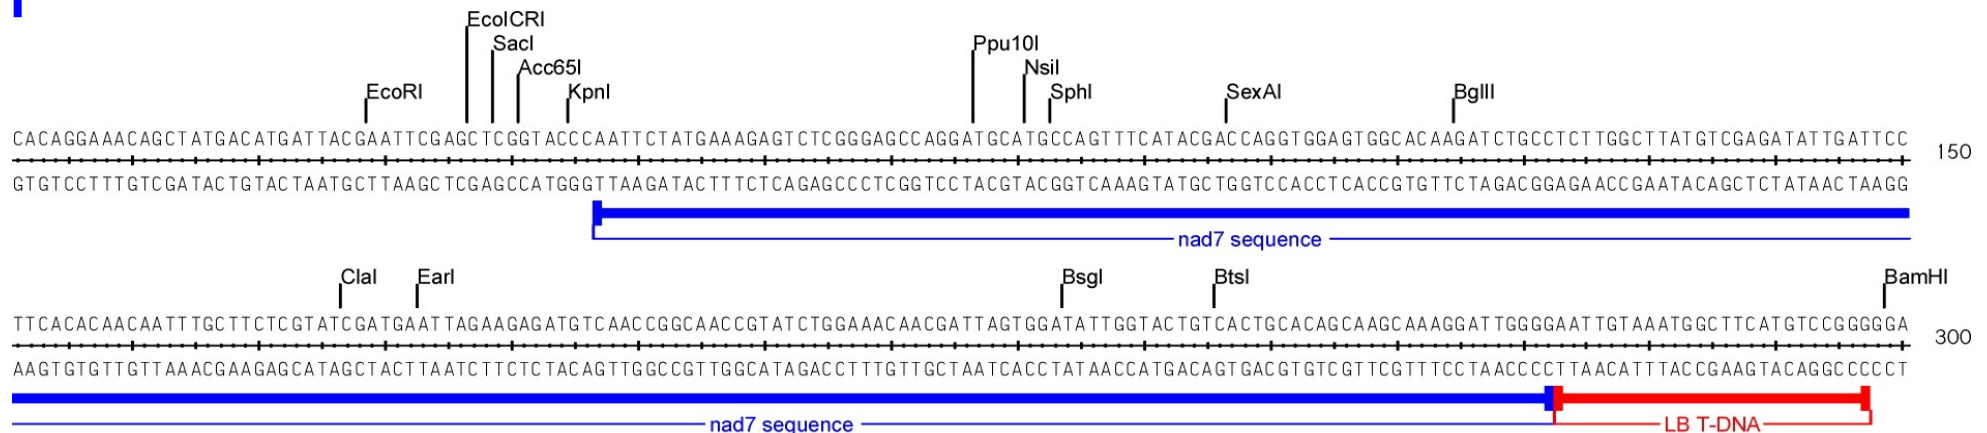 EcoICRI
SacI Ppu10I
Acc65I NsiI
EcoRI KpnI SphI SexAI BglII
CACAGGAAACAGCTATGACATGATTACGAATTCGAGCTCGGTACCCAATTCTATGAAAGAGTCTCGGGAGCCAGGATGCATGCCAGTTTCATACGACCAGGTGGAGTGGCACAAGATCTGCCTCTTGGCTTATGTCGAGATATTGATTCC
150
GTGTCCTTTGTCGATACTGTACTAATGCTTAAGCTCGAGCCATGGGTTAAGATACTTTCTCAGAGCCCTCGGTCCTACGTACGGTCAAAGTATGCTGGTCCACCTCACCGTGTTCTAGACGGAGAACCGAATACAGCTCTATAACTAAGG
nad7 sequence
ClaI EarI BsgI BtsI BamHI
TTCACACAACAATTTGCTTCTCGTATCGATGAATTAGAAGAGATGTCAACCGGCAACCGTATCTGGAAACAACGATTAGTGGATATTGGTACTGTCACTGCACAGCAAGCAAAGGATTGGGGAATTGTAAATGGCTTCATGTCCGGGGGA
300
AAGTGTGTTGTTAAACGAAGAGCATAGCTACTTAATCTTCTCTACAGTTGGCCGTTGGCATAGACCTTTGTTGCTAATCACCTATAACCATGACAGTGACGTGTCGTTCGTTTCCTAACCCCTTAACATTTACCGAAGTACAGGCCCCCT
nad7 sequence LB T-DNA